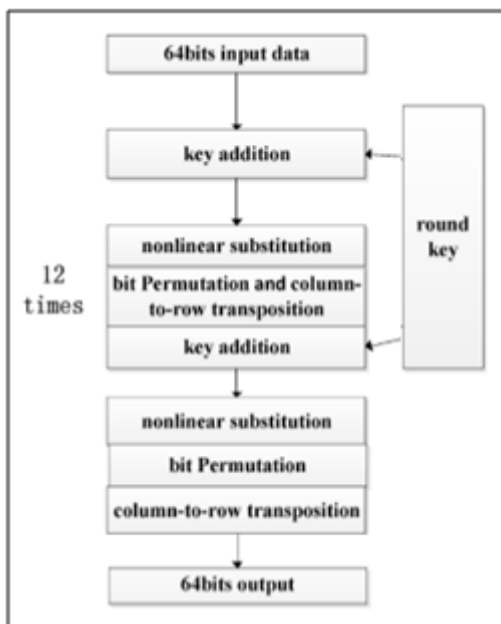 64bits input data
key addition
round
key
12
times
nonlinear substitution
bit Permutation and column-
to-row transposition
key addition
nonlinear substitution
bit Permutation
column-to-row transposition
64bits output